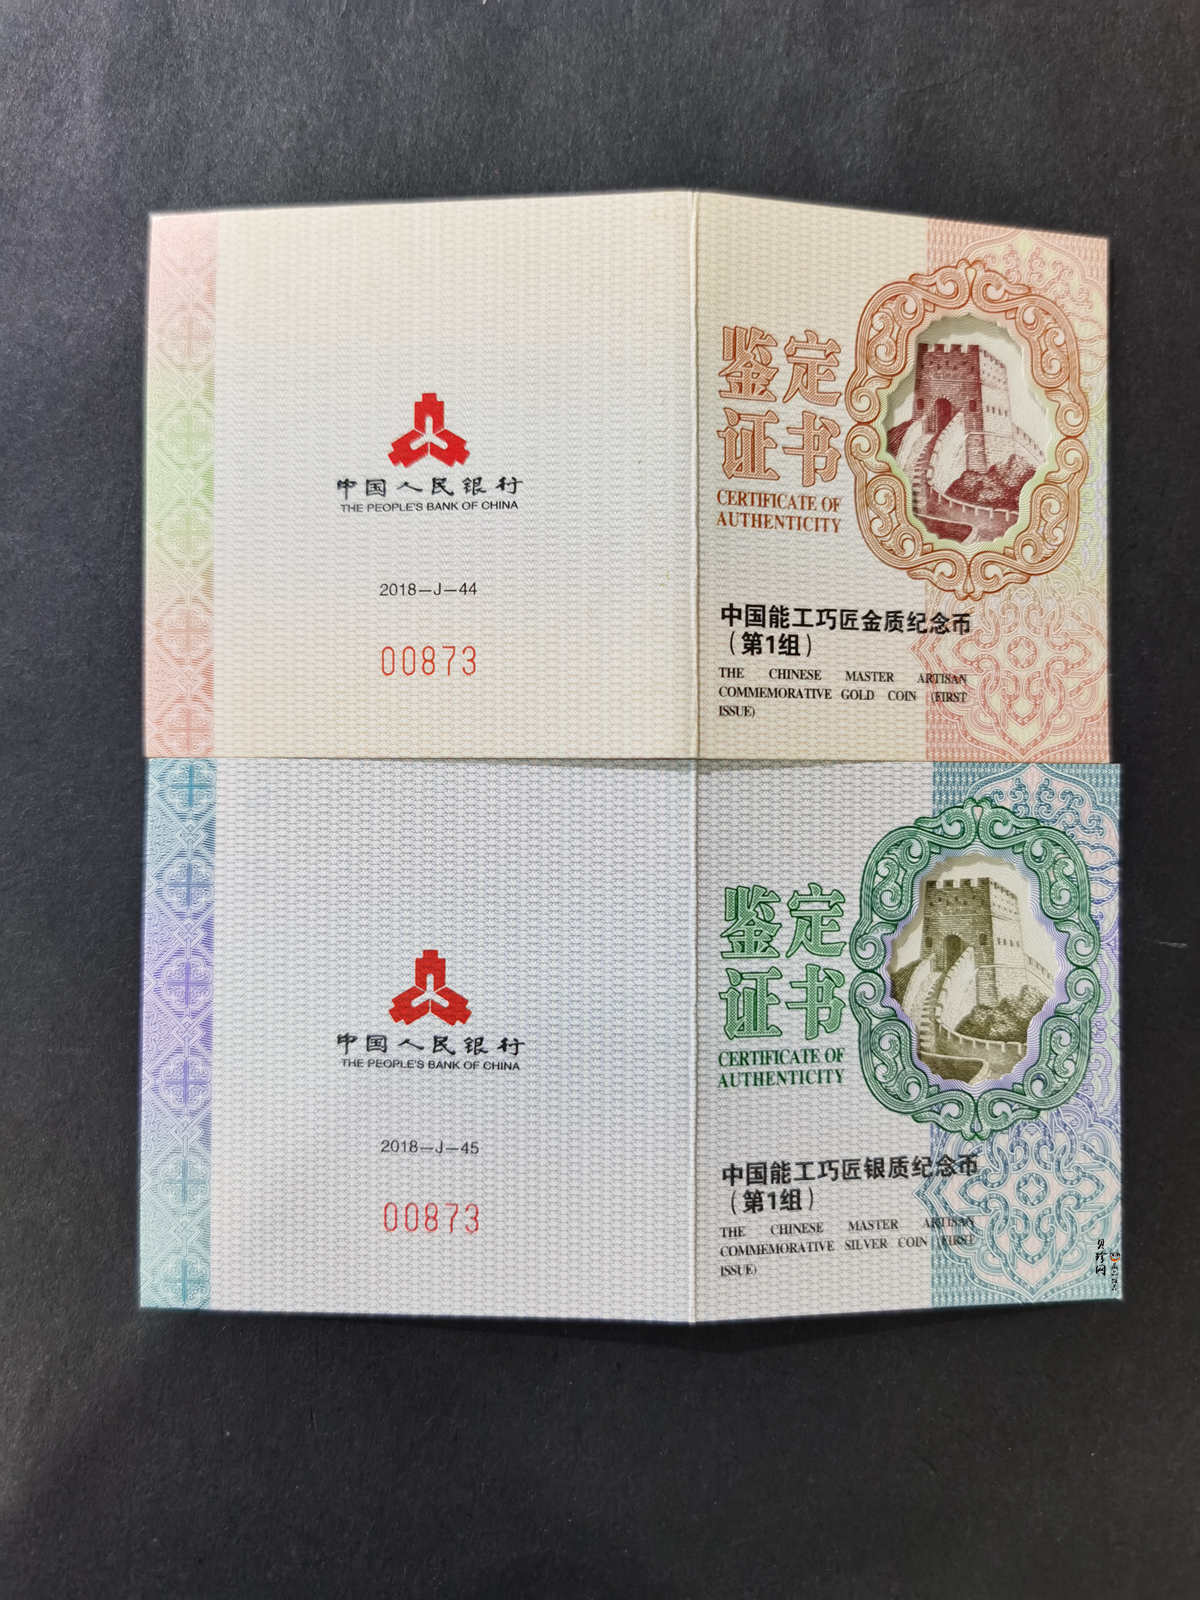 中国人民银行
THE PEOPLE'S BANK OF CHINA
2018—J—44
00873
鉴定
证书
CERTIFICATE OF
AUTHENTICITY
中国能工巧匠金质纪念币
（第1组）
THE CHINESE MASTER ARTISAN
COMMEMORATIVE GOLD COIN (FIRST
ISSUE)
中国人民银行
THE PEOPLE'S BANK OF CHINA
2018—J—45
00873
鉴定
证书
CERTIFICATE OF
AUTHENTICITY
中国能工巧匠银质纪念币
（第1组）
THE CHINESE MASTER ARTISAN
COMMEMORATIVE SILVER COIN (FIRST
ISSUE)
贝珍网